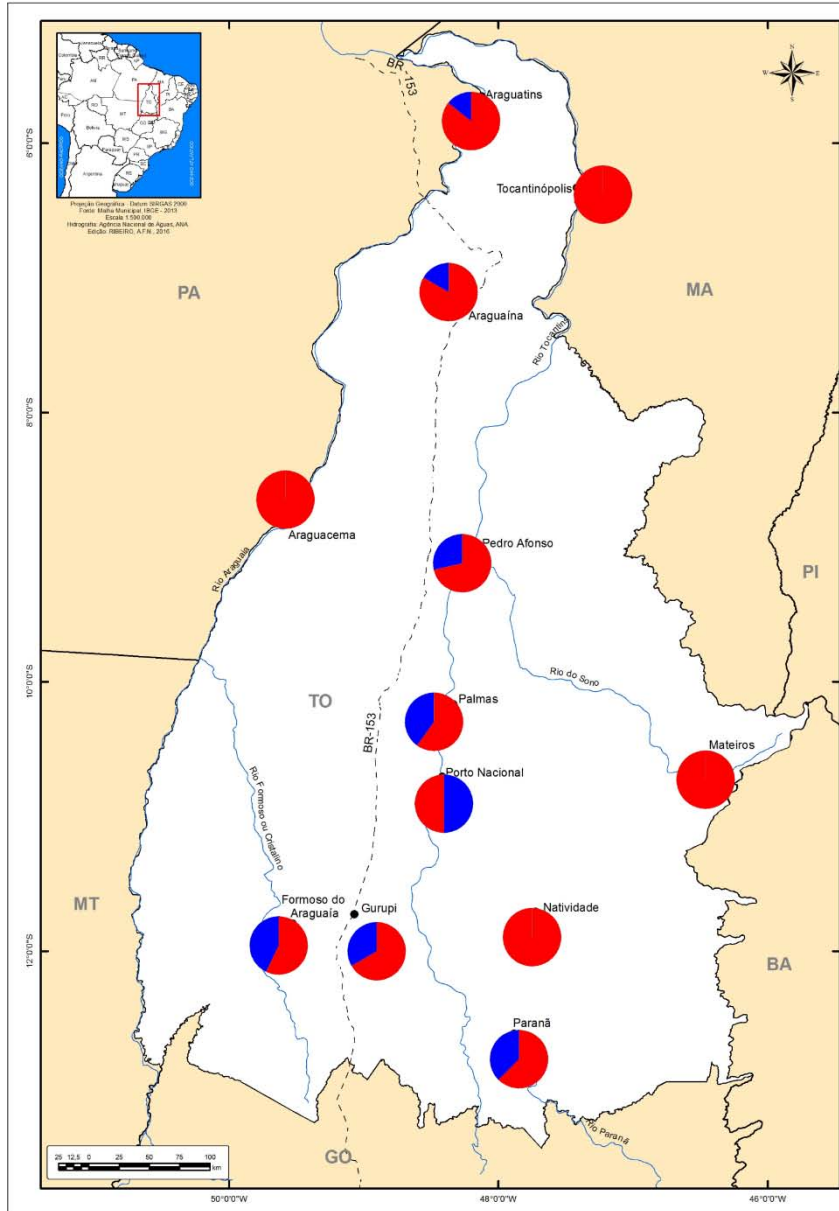 Projeção Geográfica - Datum SIRGAS 2000
Fonte: Malha Municipal, IBGE - 2013
Escala 1:500.000
Hidrografia: Agência Nacional de Águas, ANA
Edição: RIBEIRO, A.F.N., 2016
N
W
E
S
BR-153
Araguatins
6°0'0"S
Tocantinópolis
PA
Araguaína
MA
Rio Tocantins
8°0'0"S
Araguacema
Pedro Afonso
Rio Araguaia
PI
10°0'0"S
Rio do Sono
TO
Palmas
BR-153
Mateiros
Porto Nacional
Rio Formoso ou Cristalino
MT
Formoso do
Araguaía
Gurupi
Natividade
12°0'0"S
BA
Paranã
Rio Paranã
GO
25 12,5 0 25 50 75 100
km
50°0'0"W
48°0'0"W
46°0'0"W